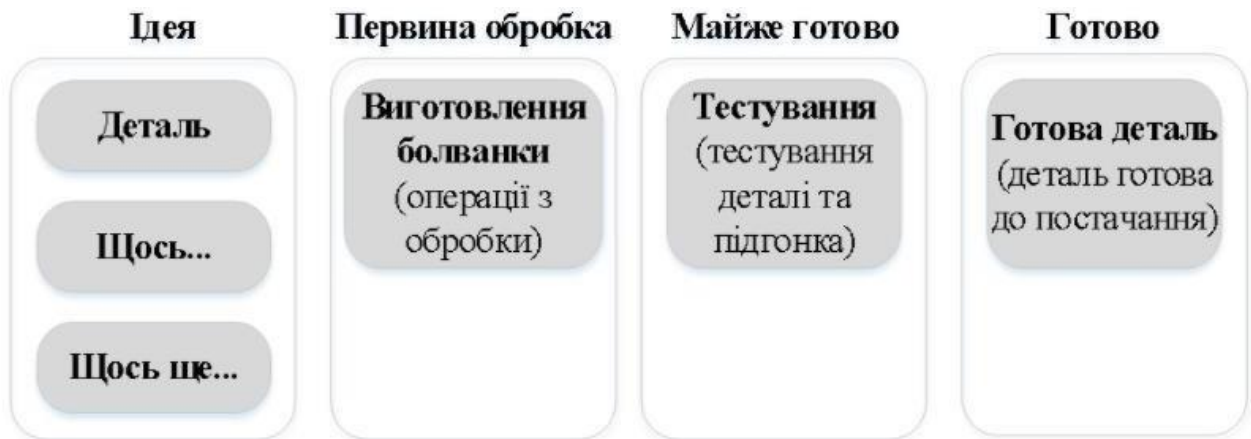 Ідея
Деталь
Щось...
Щось ще...
Первина обробка
Виготовлення
болванки
(операції з
обробки)
Майже готово
Тестування
(тестування
деталі та
підгонка)
Готово
Готова деталь
(деталь готова
до постачання)